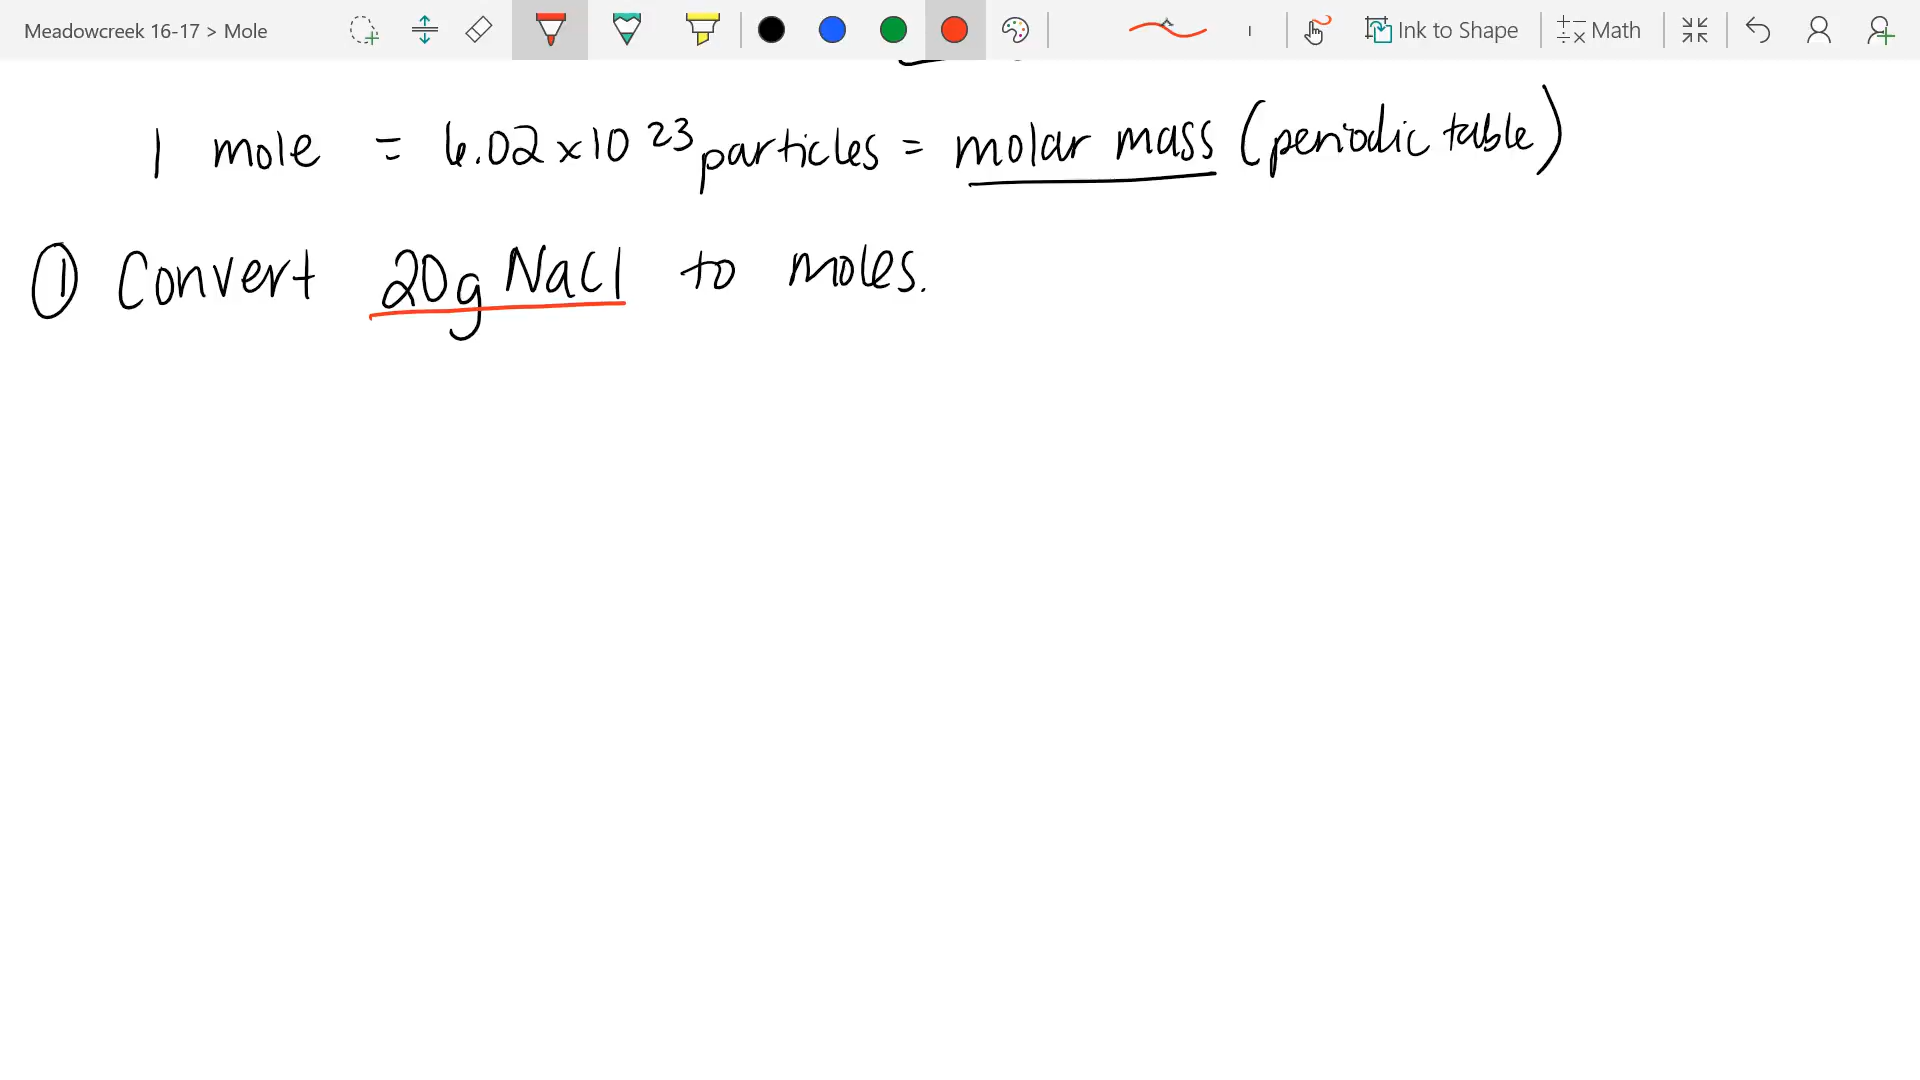 Meadowcreek 16-17 > Mole Ink to Shape Math
1 mole = 6.02 x 10 23 particles = molar mass (periodic table)
① Convert 20g NaCl to moles.